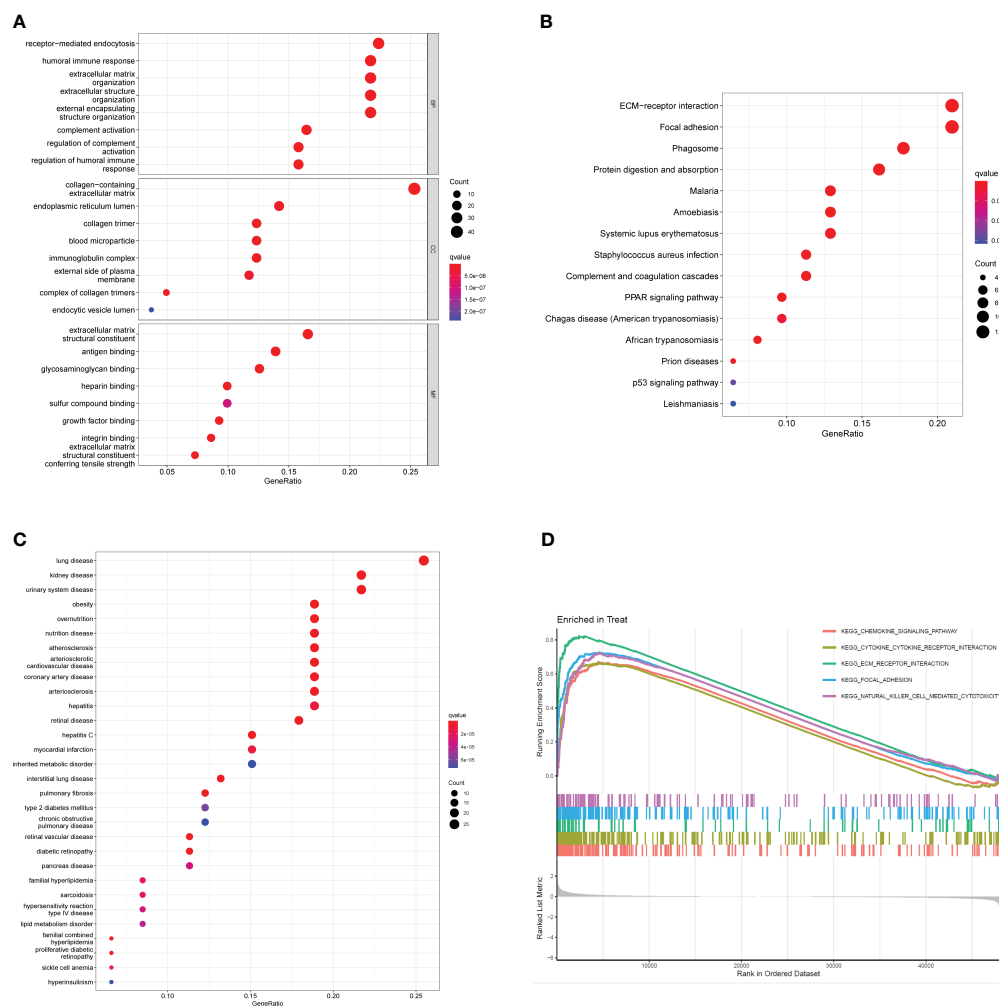 A
receptor-mediated endocytosis
humoral immune response
extracellular matrix
organization
extracellular structure
organization
external encapsulating
structure organization
complement activation
regulation of complement
activation
regulation of humoral immune
response
BP
collagen-containing
extracellular matrix
endoplasmic reticulum lumen
collagen trimer
blood microparticle
immunoglobulin complex
external side of plasma
membrane
complex of collagen trimers
endocytic vesicle lumen
CC
extracellular matrix
structural constituent
antigen binding
glycosaminoglycan binding
heparin binding
sulfur compound binding
growth factor binding
integrin binding
extracellular matrix
structural constituent
conferring tensile strength
MF
0.05 0.10 0.15 0.20 0.25
GeneRatio
Count
10
20
30
40
qvalue
5.0e-08
1.0e-07
1.5e-07
2.0e-07
B
ECM-receptor interaction
Focal adhesion
Phagosome
Protein digestion and absorption
Malaria
Amoebiasis
Systemic lupus erythematosus
Staphylococcus aureus infection
Complement and coagulation cascades
PPAR signaling pathway
Chagas disease (American trypanosomiasis)
African trypanosomiasis
Prion diseases
p53 signaling pathway
Leishmaniasis
0.10 0.15 0.20
GeneRatio
qvalue
0.0
0.0
0.0
Count
4
6
8
10
12
C
lung disease
kidney disease
urinary system disease
obesity
overnutrition
nutrition disease
atherosclerosis
arteriosclerotic
cardiovascular disease
coronary artery disease
arteriosclerosis
hepatitis
retinal disease
hepatitis C
myocardial infarction
inherited metabolic disorder
interstitial lung disease
pulmonary fibrosis
type 2 diabetes mellitus
chronic obstructive
pulmonary disease
retinal vascular disease
diabetic retinopathy
pancreas disease
familial hyperlipidemia
sarcoidosis
hypersensitivity reaction
type IV disease
lipid metabolism disorder
familial combined
hyperlipidemia
proliferative diabetic
retinopathy
sickle cell anemia
hyperinsulinism
0.10 0.15 0.20 0.25
GeneRatio
qvalue
2e-05
4e-05
6e-05
Count
10
15
20
25
D
Enriched in Treat
KEGG_CHEMOKINE_SIGNALING_PATHWAY
KEGG_CYTOKINE_CYTOKINE_RECEPTOR_INTERACTION
KEGG_ECM_RECEPTOR_INTERACTION
KEGG_FOCAL_ADHESION
KEGG_NATURAL_KILLER_CELL_MEDIATED_CYTOTOXICITY
Running Enrichment Score
0.8
0.6
0.4
0.2
0.0
Ranked List Metric
2
0
-2
-4
-6
10000 20000 30000 40000
Rank in Ordered Dataset